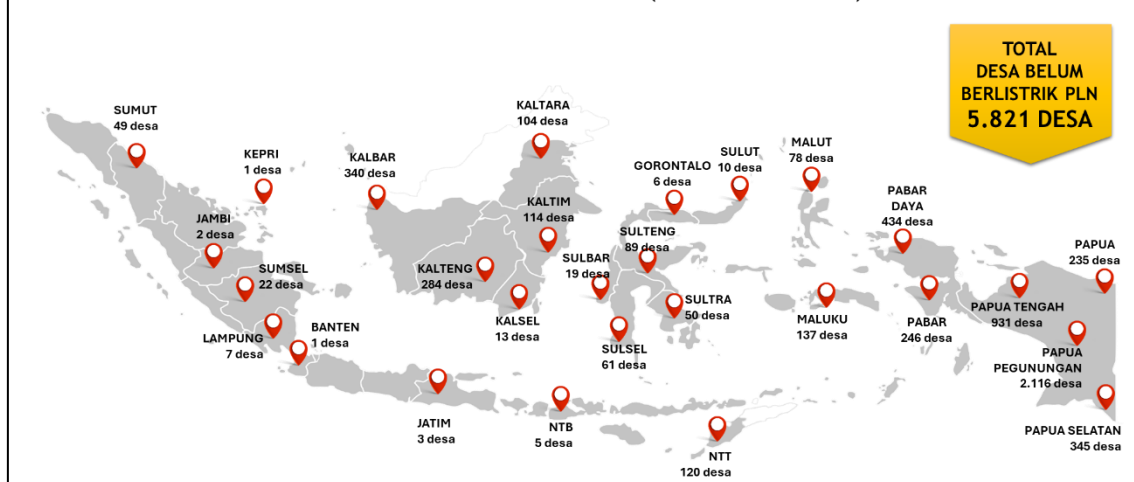 TOTAL
DESA BELUM
BERLISTRIK PLN
5.821 DESA
SUMUT
49 desa
KEPRI
1 desa
KALBAR
340 desa
KALTARA
104 desa
GORONTALO
6 desa
SULUT
10 desa
MALUT
78 desa
PABAR
DAYA
434 desa
PAPUA
235 desa
JAMBI
2 desa
SUMSEL
22 desa
KALTENG
284 desa
KALTIM
114 desa
SULTENG
89 desa
SULBAR
19 desa
LAMPUNG
7 desa
BANTEN
1 desa
KALSEL
13 desa
SULSEL
61 desa
SULTRA
50 desa
MALUKU
137 desa
PABAR
246 desa
PAPUA TENGAH
931 desa
PAPUA
PEGUNUNGAN
2.116 desa
JATIM
3 desa
NTB
5 desa
NTT
120 desa
PAPUA SELATAN
345 desa